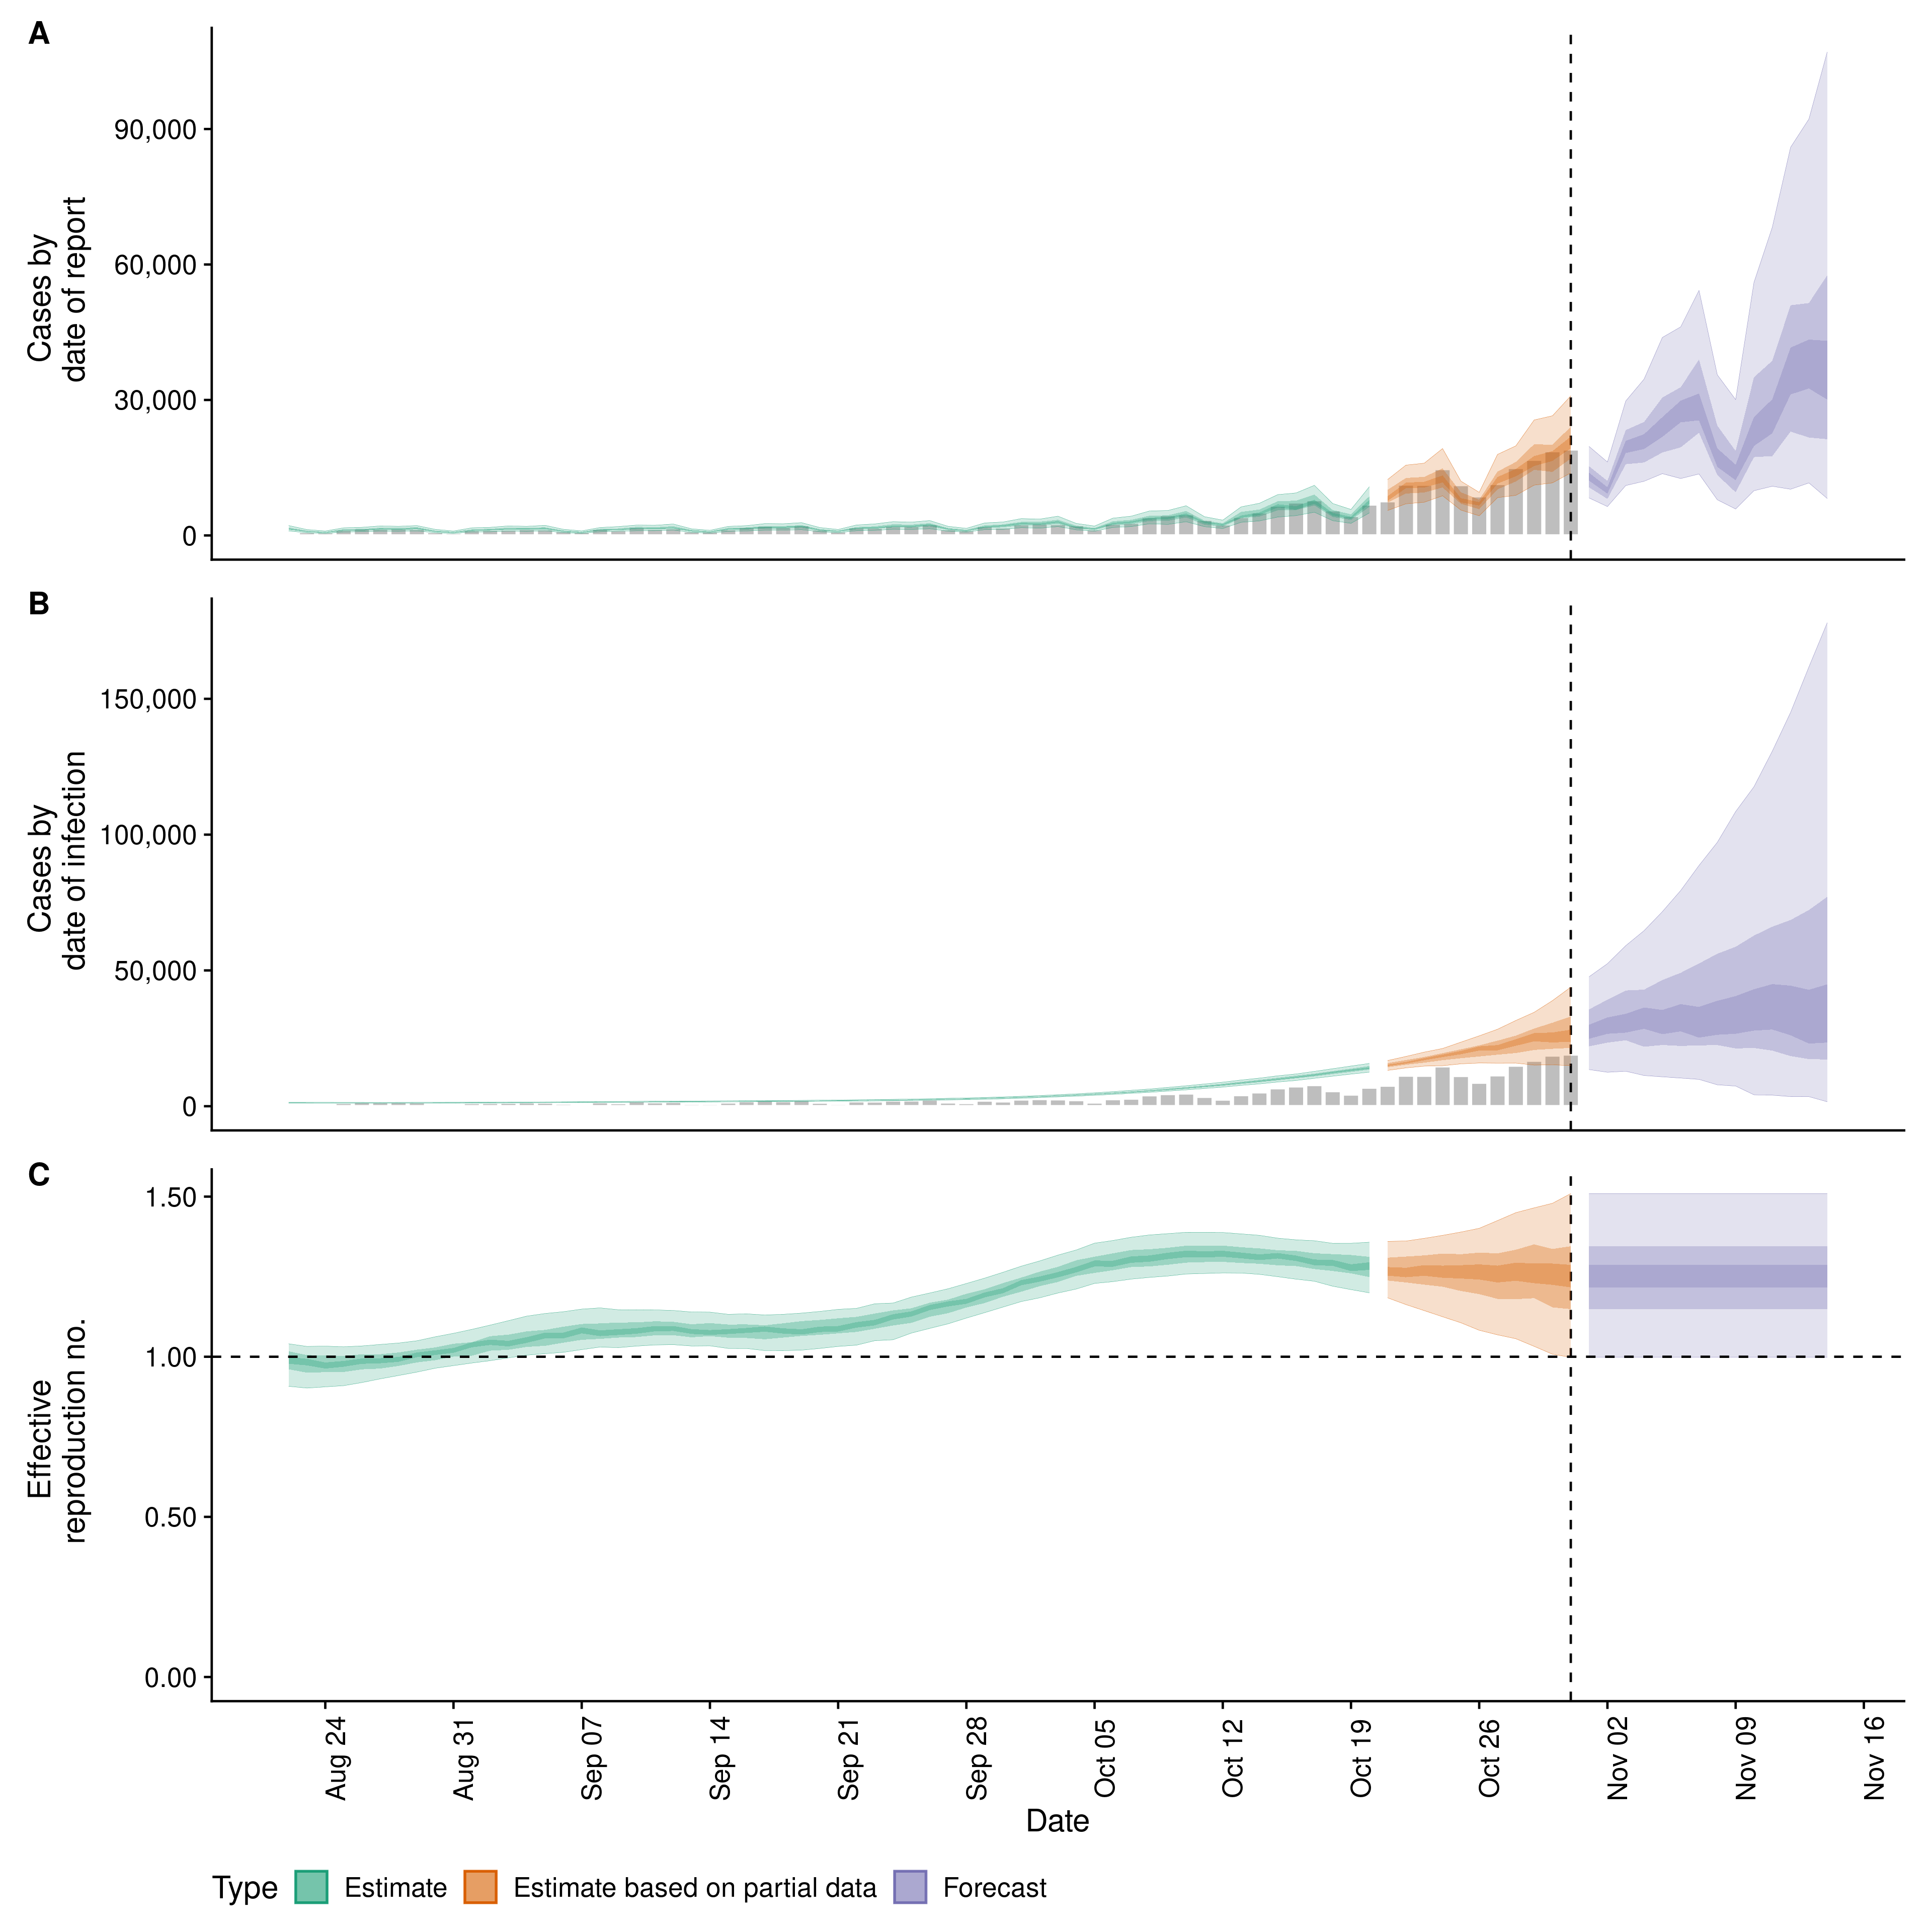 A
90,000
60,000
30,000
0
Cases by
date of report
B
150,000
100,000
50,000
0
Cases by
date of infection
C
1.50
1.00
0.50
0.00
Effective
reproduction no.
Aug 24
Aug 31
Sep 07
Sep 14
Sep 21
Sep 28
Oct 05
Oct 12
Oct 19
Oct 26
Nov 02
Nov 09
Nov 16
Date
Type Estimate Estimate based on partial data Forecast